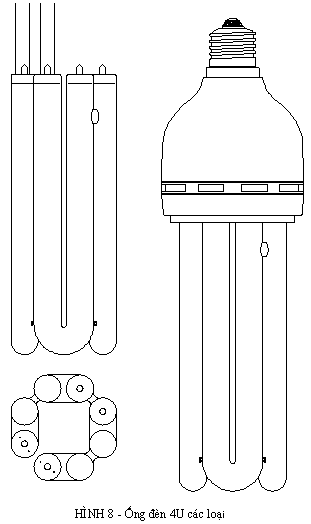 HÌNH 8 - Ống đèn 4U các loại